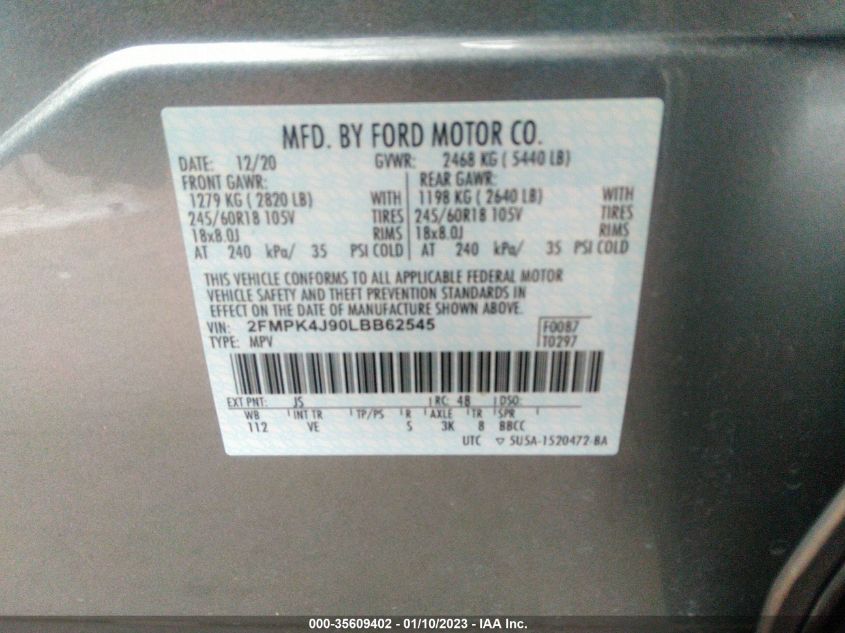 MFD. BY FORD MOTOR CO.
DATE: 12/20 GVWR: 2468 KG ( 5440 LB)
FRONT GAWR: REAR GAWR:
1279 KG ( 2820 LB) WITH 1198 KG ( 2640 LB) WITH
245/60R18 105V TIRES 245/60R18 105V TIRES
18x8.0J RIMS 18x8.0J RIMS
AT 240 kPa/ 35 PSI COLD AT 240 kPa/ 35 PSI COLD
THIS VEHICLE CONFORMS TO ALL APPLICABLE FEDERAL MOTOR
VEHICLE SAFETY AND THEFT PREVENTION STANDARDS IN
EFFECT ON THE DATE OF MANUFACTURE SHOWN ABOVE.
VIN: 2FMPK4J90LBB62545 F0087
TYPE: MPV T0297
EXT PNT: JS RC: 48 DSO:
WB INT TR TP/PS R AXLE TR SPR
112 VE 5 3K 8 BBCC
UTC ▽ 5U5A-1520472-BA
000-35609402 - 01/10/2023 - IAA Inc.